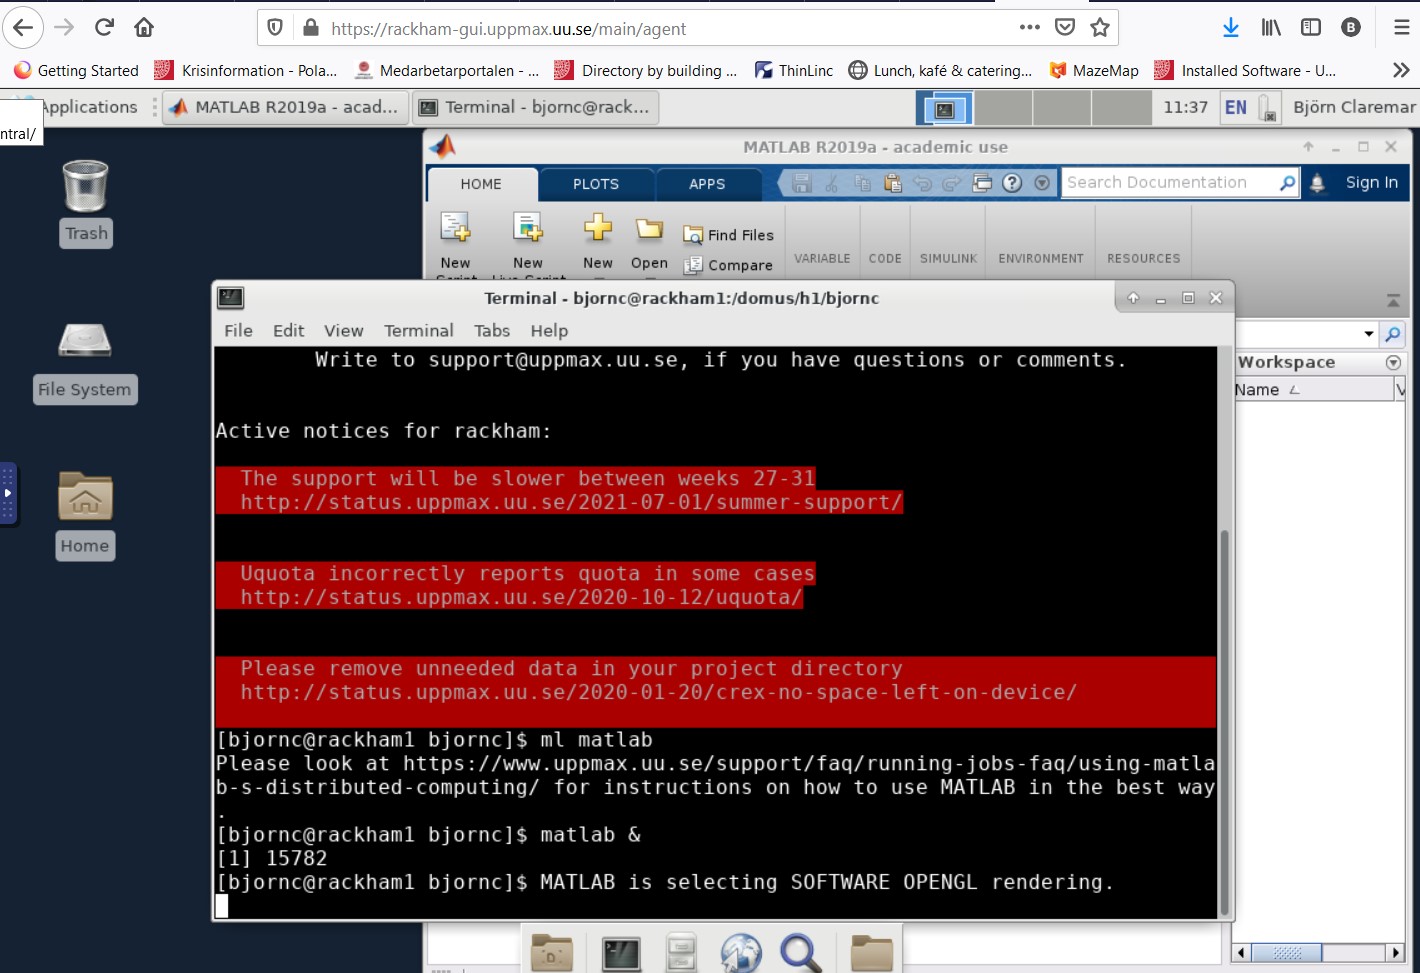 https://rackham-gui.uppmax.uu.se/main/agent
B
Getting Started
Krisinformation - Pola...
Medarbetarportalen - ...
Directory by building ...
ThinLinc
Lunch, kafé & catering...
MazeMap
Installed Software - U...
Applications
MATLAB R2019a - acad...
Terminal - bjornc@rack...
11:37
EN
Björn Claremar
ntral/
Trash
File System
Home
MATLAB R2019a - academic use
HOME
PLOTS
APPS
Search Documentation
Sign In
New
Script
New
Live Script
New
Open
Find Files
Compare
VARIABLE
CODE
SIMULINK
ENVIRONMENT
RESOURCES
Workspace
Name
V
Terminal - bjornc@rackham1:/domus/h1/bjornc
File Edit View Terminal Tabs Help
Write to support@uppmax.uu.se, if you have questions or comments.
Active notices for rackham:
The support will be slower between weeks 27-31
http://status.uppmax.uu.se/2021-07-01/summer-support/
Uquota incorrectly reports quota in some cases
http://status.uppmax.uu.se/2020-10-12/uquota/
Please remove unneeded data in your project directory
http://status.uppmax.uu.se/2020-01-20/crex-no-space-left-on-device/
[bjornc@rackham1 bjornc]$ ml matlab
Please look at https://www.uppmax.uu.se/support/faq/running-jobs-faq/using-matla
b-s-distributed-computing/ for instructions on how to use MATLAB in the best way
.
[bjornc@rackham1 bjornc]$ matlab &
[1] 15782
[bjornc@rackham1 bjornc]$ MATLAB is selecting SOFTWARE OPENGL rendering.